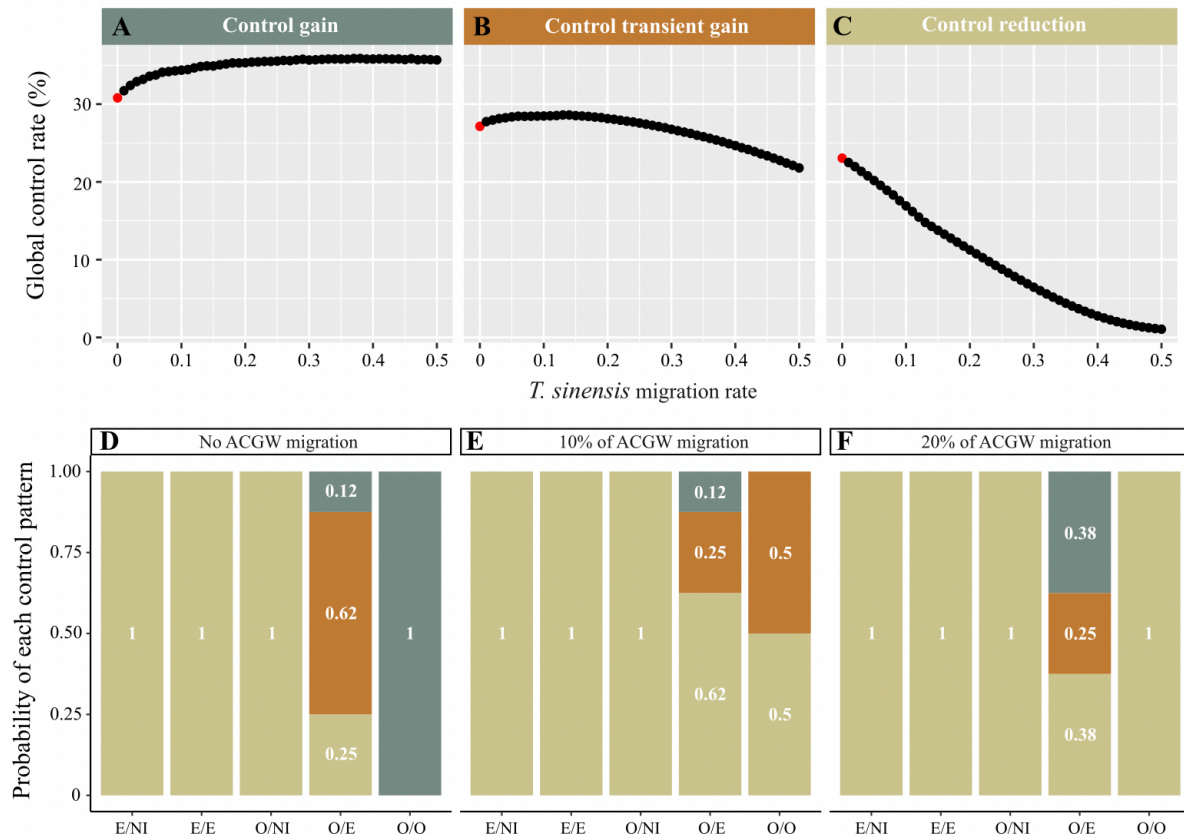 A Control gain
B Control transient gain
C Control reduction
Global control rate (%)
30
20
10
0
0 0.1 0.2 0.3 0.4 0.5
0 0.1 0.2 0.3 0.4 0.5
0 0.1 0.2 0.3 0.4 0.5
T. sinensis migration rate
D No ACGW migration
E 10% of ACGW migration
F 20% of ACGW migration
Probability of each control pattern
1.00
0.75
0.50
0.25
0
1 1 1 0.12 0.62 0.25 1
1 1 1 0.12 0.25 0.62 0.5 0.5
1 1 1 0.38 0.25 0.38 1
E/NI E/E O/NI O/E O/O
E/NI E/E O/NI O/E O/O
E/NI E/E O/NI O/E O/O